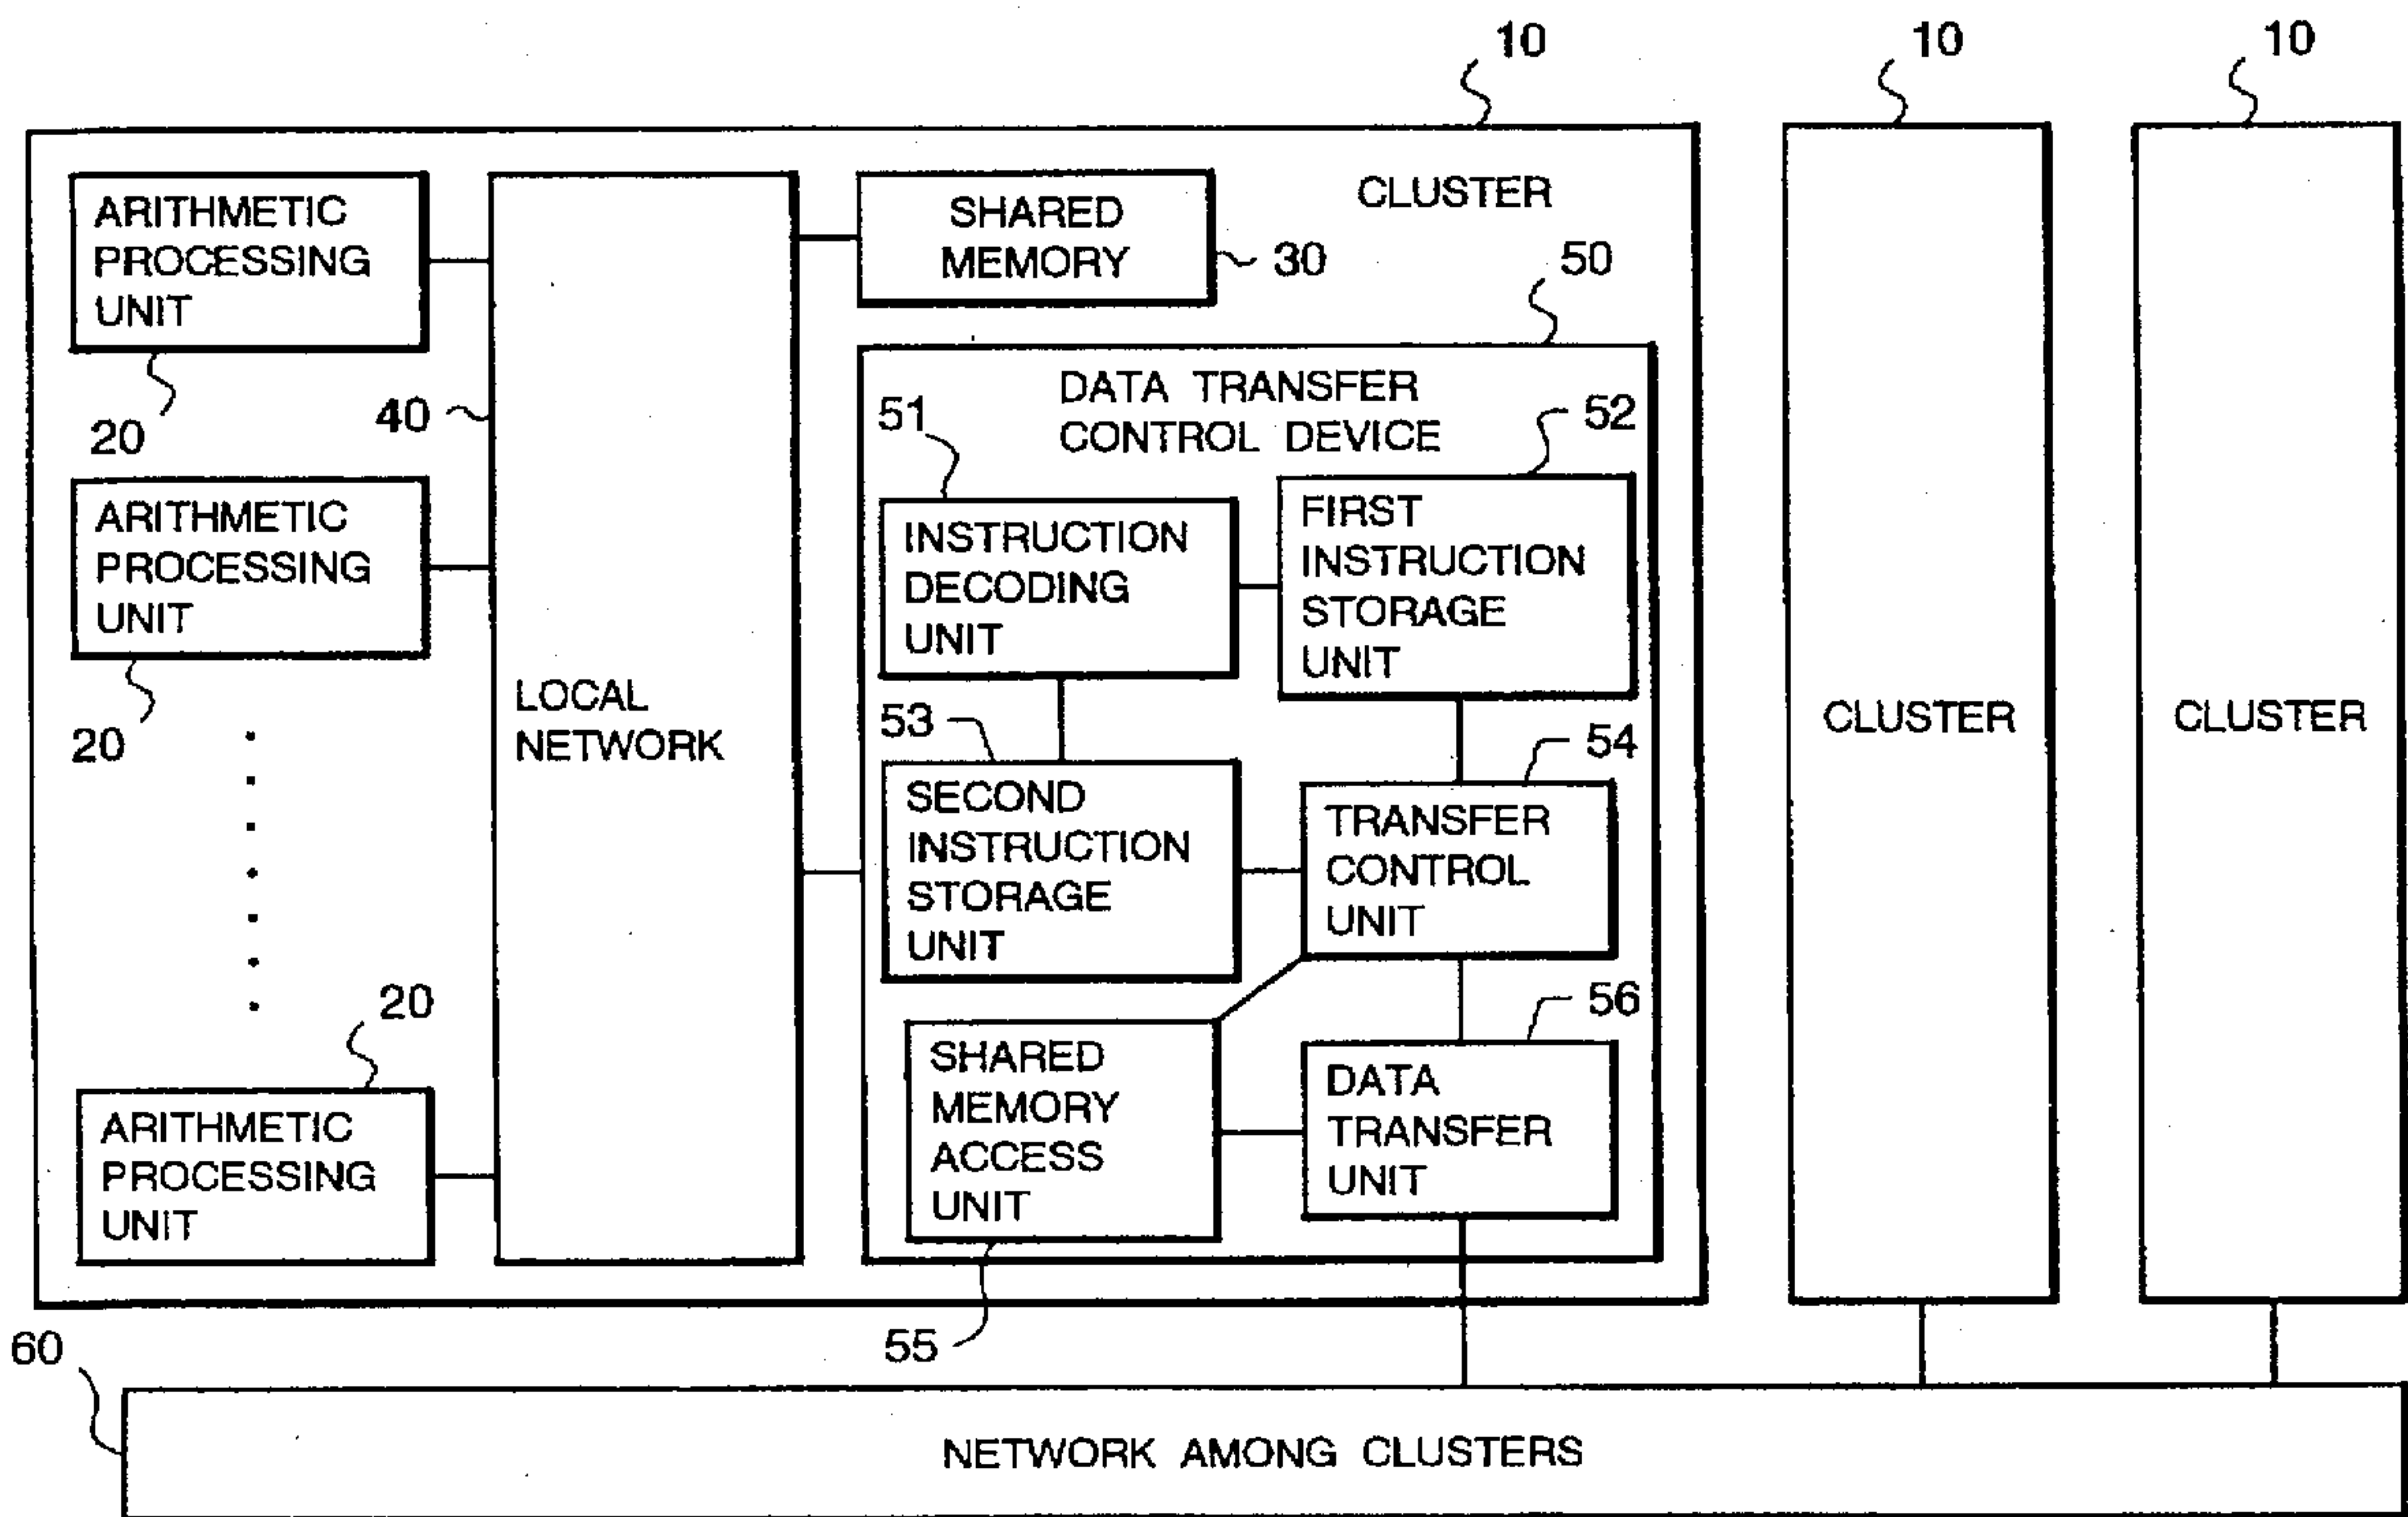 10
10
10
ARITHMETIC
PROCESSING
UNIT
20
40
SHARED
MEMORY
30
CLUSTER
50
DATA TRANSFER
CONTROL DEVICE
51
52
ARITHMETIC
PROCESSING
UNIT
20
LOCAL
NETWORK
INSTRUCTION
DECODING
UNIT
FIRST
INSTRUCTION
STORAGE
UNIT
53
54
SECOND
INSTRUCTION
STORAGE
UNIT
TRANSFER
CONTROL
UNIT
20
ARITHMETIC
PROCESSING
UNIT
56
SHARED
MEMORY
ACCESS
UNIT
DATA
TRANSFER
UNIT
55
CLUSTER
CLUSTER
60
NETWORK AMONG CLUSTERS